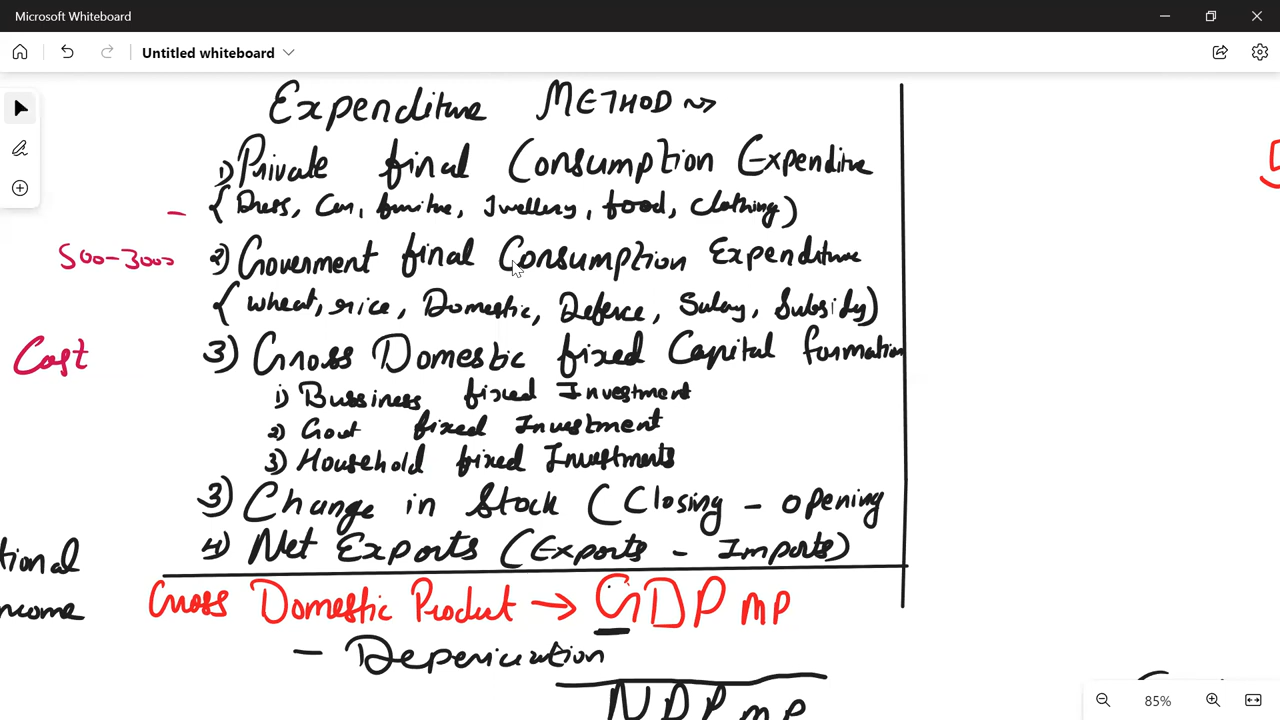 Microsoft Whiteboard
Untitled whiteboard
Expenditure METHOD
1) Private final Consumption Expenditure
{ Dress, Car, furnitue, Jwellery, food, clothing)
500-3000
2) Government final Consumption Expenditure
{ wheat, rice, Domestic, Defence, Salary, Subsidy)
Cost
3) Gross Domestic fixed Capital formation
1) Bussiness fixed Investment
2) Govt fixed Investment
3) Household fixed Investments
3) Change in Stock ( Closing - opening
4) Net Exports (Exports - Imports)
tional
ncome
Gross Domestic Product → GDP MP
- Depericiation
NDP MP
85%